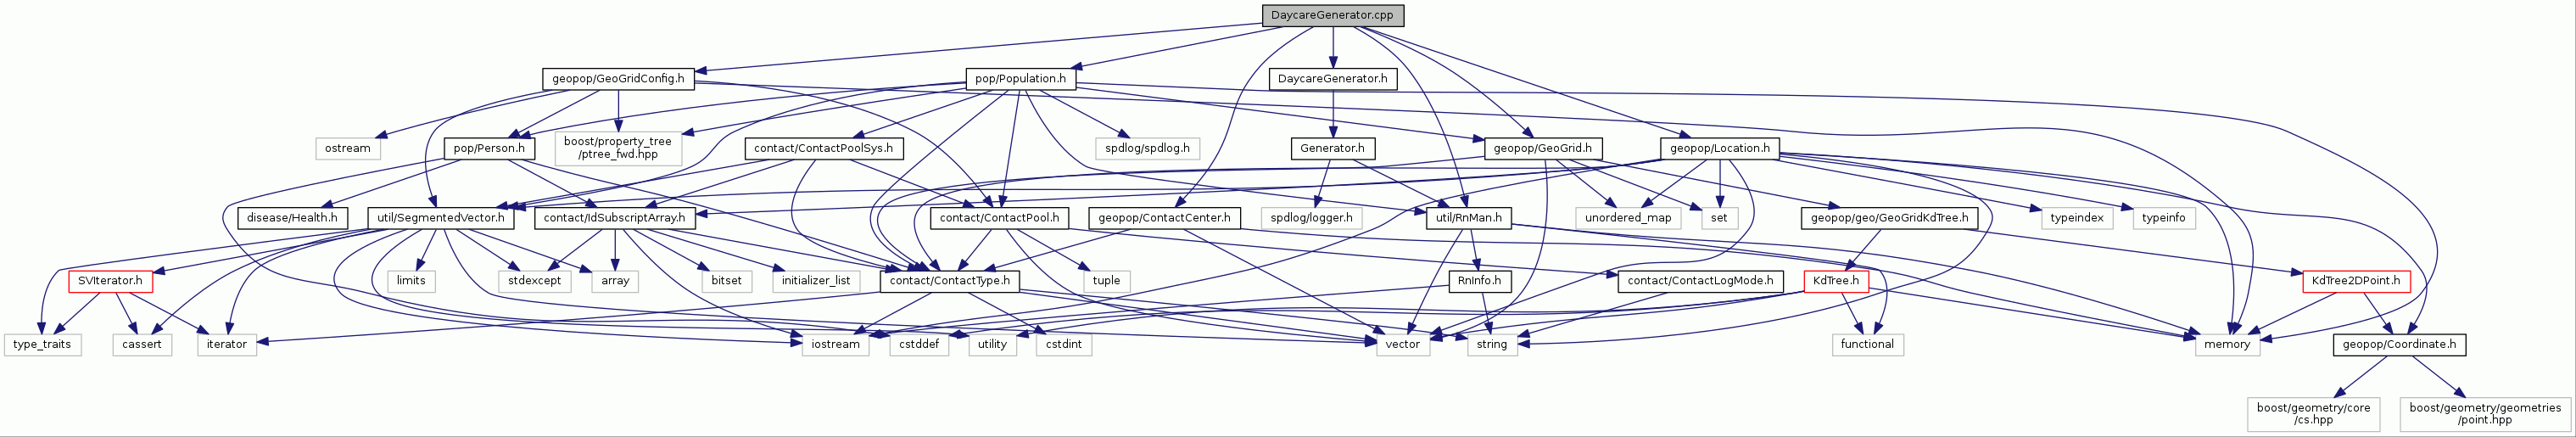 DaycareGenerator.cpp
geopop/GeoGridConfig.h
pop/Population.h
DaycareGenerator.h
ostream
pop/Person.h
boost/property_tree
/ptree_fwd.hpp
contact/ContactPoolSys.h
spdlog/spdlog.h
Generator.h
geopop/GeoGrid.h
geopop/Location.h
disease/Health.h
util/SegmentedVector.h
contact/IdSubscriptArray.h
contact/ContactPool.h
geopop/ContactCenter.h
spdlog/logger.h
util/RnMan.h
unordered_map
set
geopop/geo/GeoGridKdTree.h
typeindex
typeinfo
SVIterator.h
limits
stdexcept
array
bitset
initializer_list
contact/ContactType.h
tuple
RnInfo.h
contact/ContactLogMode.h
KdTree.h
KdTree2DPoint.h
type_traits
cassert
iterator
iostream
cstddef
utility
cstdint
vector
string
functional
memory
geopop/Coordinate.h
boost/geometry/core
/cs.hpp
boost/geometry/geometries
/point.hpp